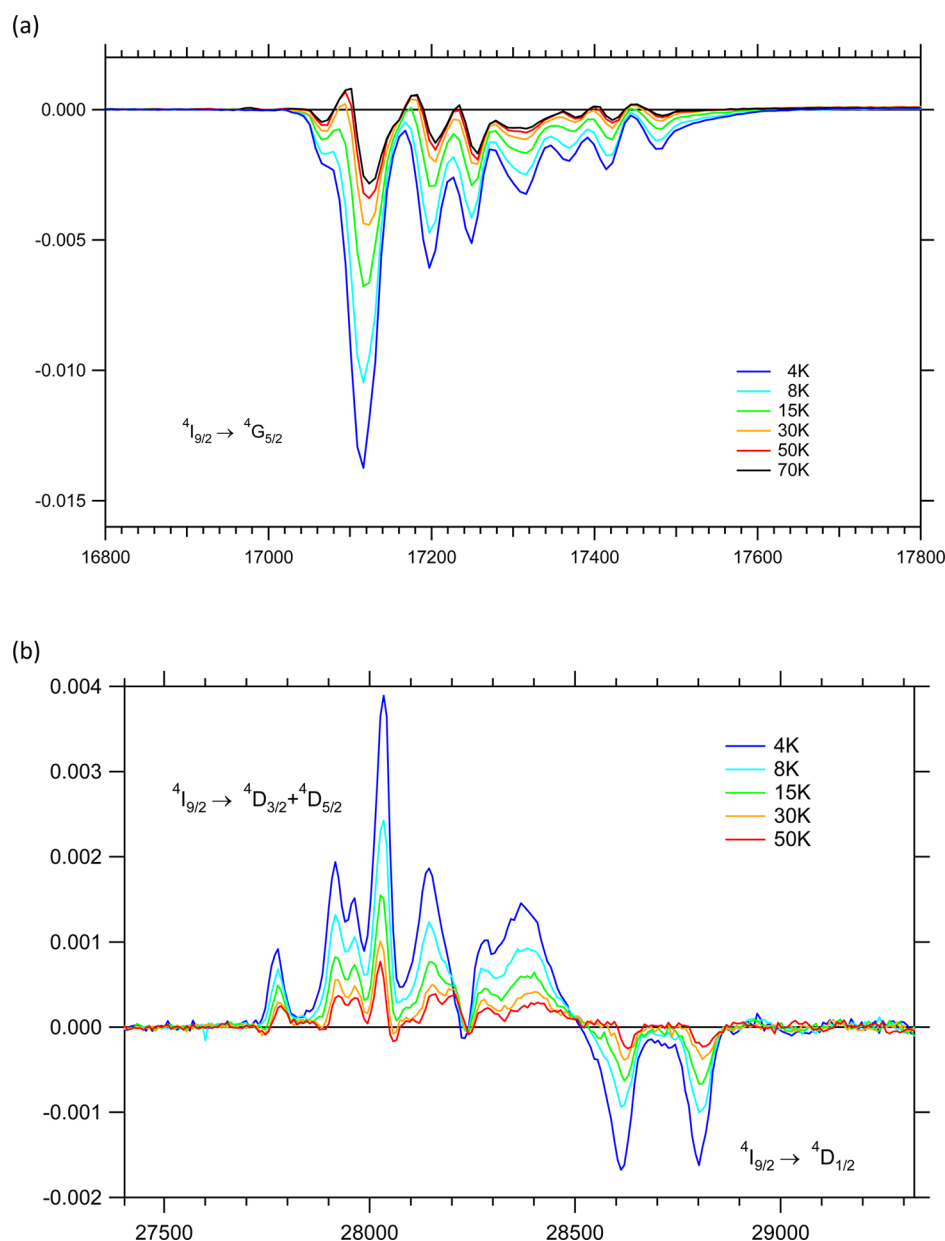 (a)
0.000
-0.005
-0.010
-0.015
4K
8K
15K
30K
50K
70K
⁴I₉/₂ → ⁴G₅/₂
16800 17000 17200 17400 17600 17800
(b)
0.004
0.003
0.002
0.001
0.000
-0.001
-0.002
⁴I₉/₂ → ⁴D₃/₂+⁴D₅/₂
4K
8K
15K
30K
50K
⁴I₉/₂ → ⁴D₁/₂
27500 28000 28500 29000